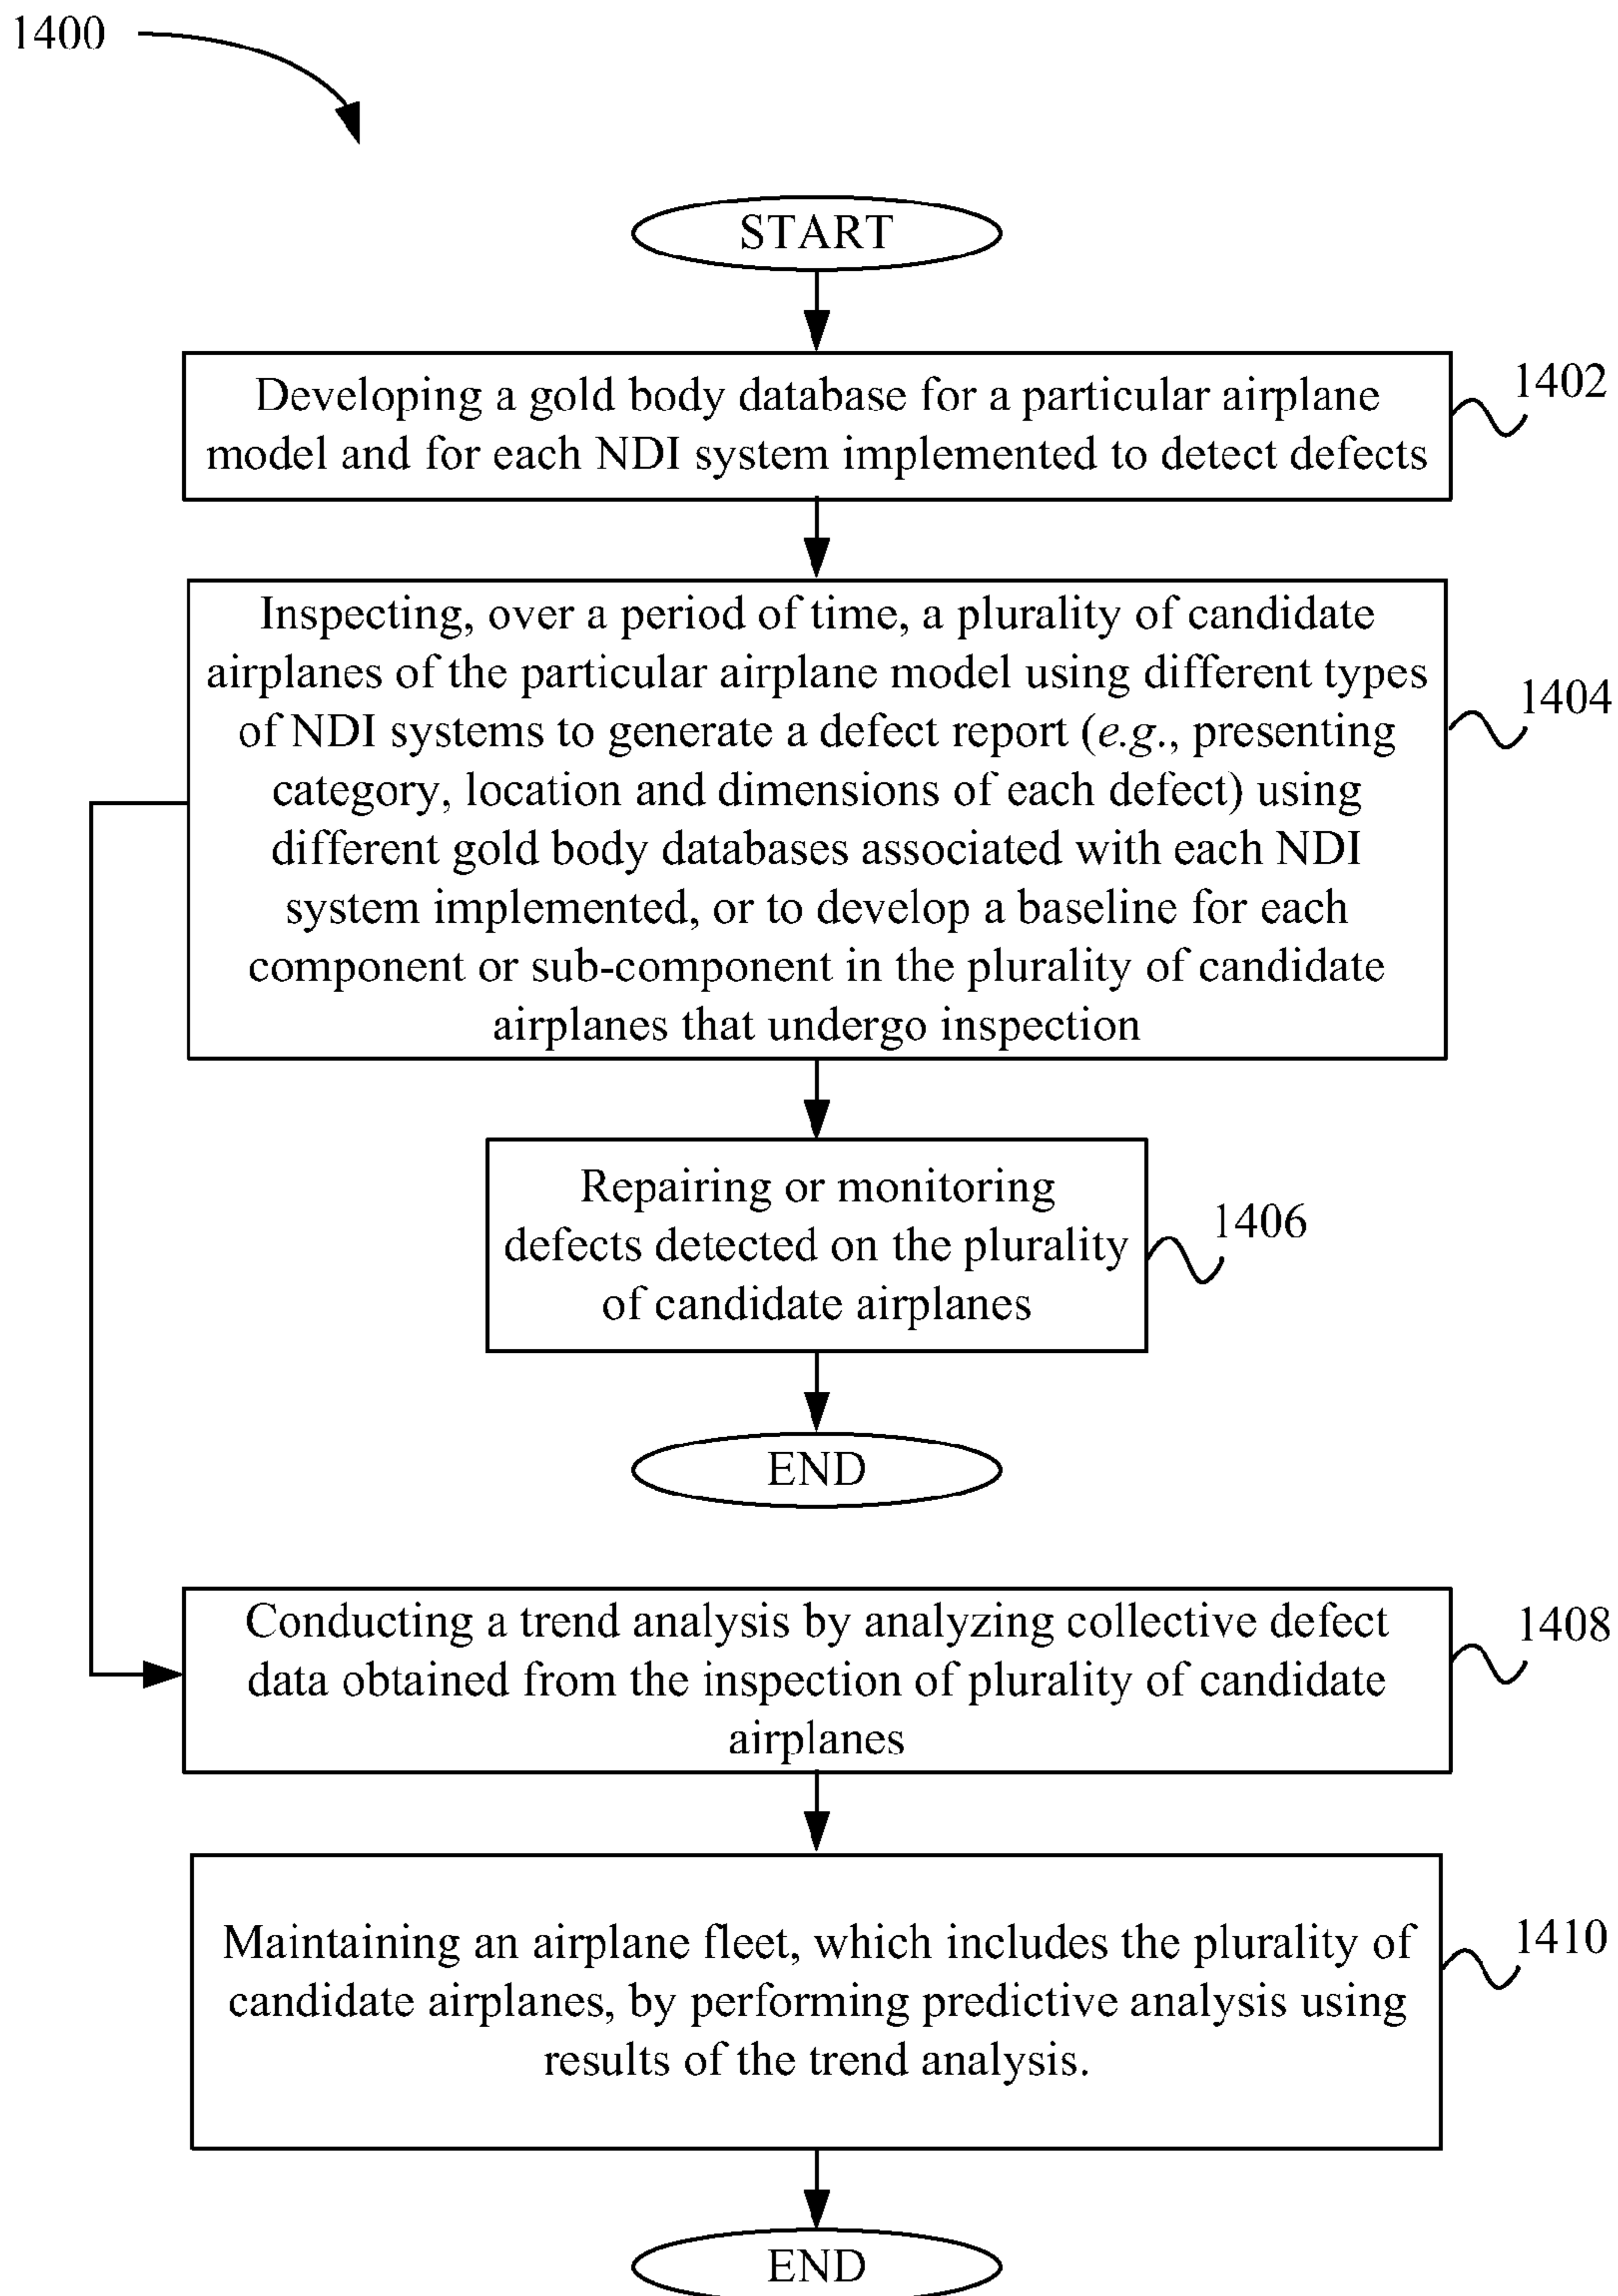 1400
START
Developing a gold body database for a particular airplane
model and for each NDI system implemented to detect defects
1402
Inspecting, over a period of time, a plurality of candidate
airplanes of the particular airplane model using different types
of NDI systems to generate a defect report (e.g., presenting
category, location and dimensions of each defect) using
different gold body databases associated with each NDI
system implemented, or to develop a baseline for each
component or sub-component in the plurality of candidate
airplanes that undergo inspection
1404
Repairing or monitoring
defects detected on the plurality
of candidate airplanes
1406
END
Conducting a trend analysis by analyzing collective defect
data obtained from the inspection of plurality of candidate
airplanes
1408
Maintaining an airplane fleet, which includes the plurality of
candidate airplanes, by performing predictive analysis using
results of the trend analysis.
1410
END